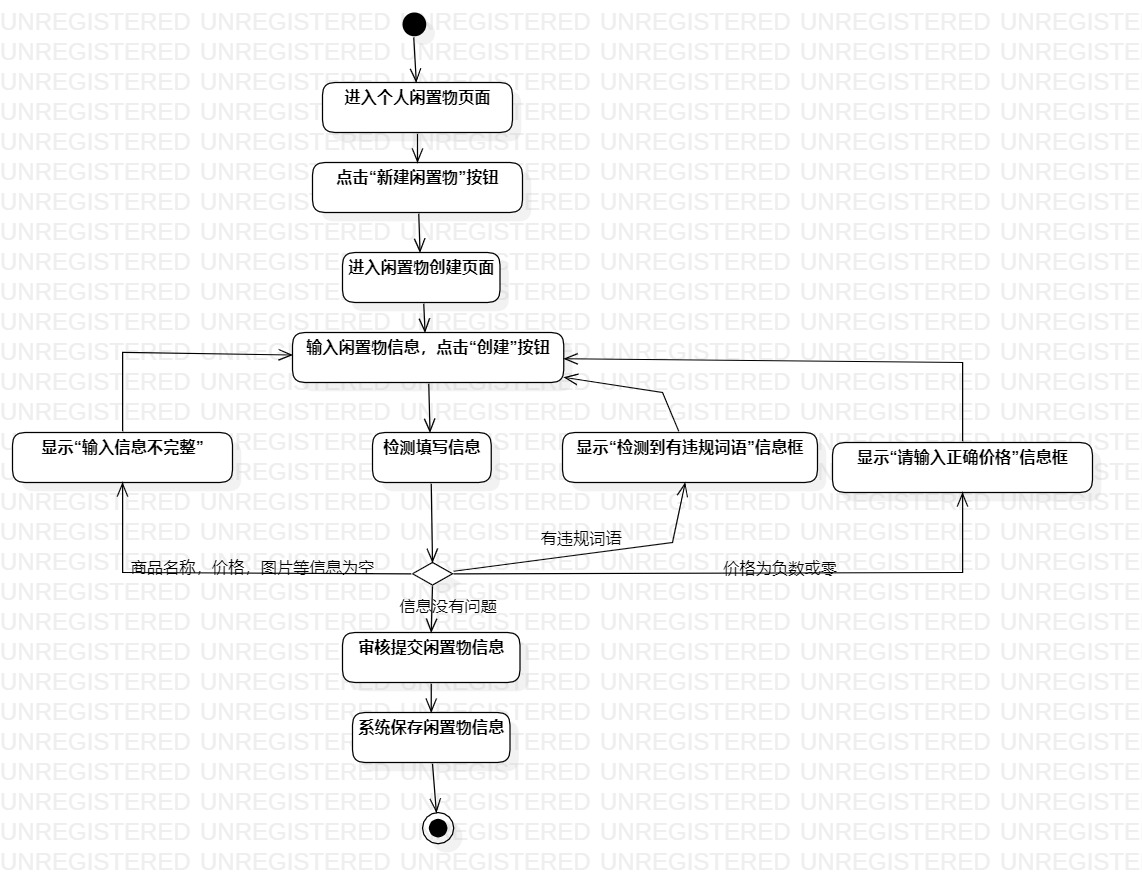 进入个人闲置物页面
点击“新建闲置物”按钮
进入闲置物创建页面
输入闲置物信息，点击“创建”按钮
显示“输入信息不完整”
检测填写信息
显示“检测到有违规词语”信息框
显示“请输入正确价格”信息框
有违规词语
商品名称，价格，图片等信息为空
价格为负数或零
信息没有问题
审核提交闲置物信息
系统保存闲置物信息
UNREGISTERED